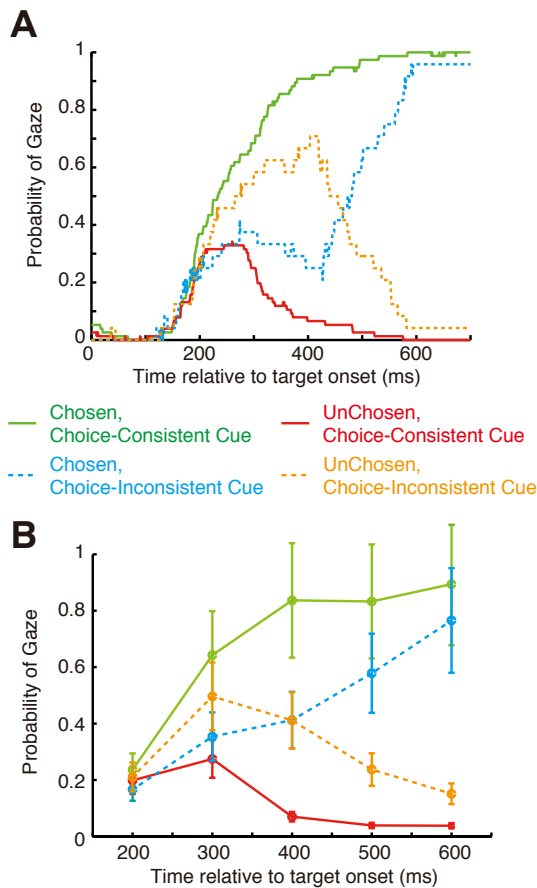 A
1
0.8
0.6
0.4
0.2
0
Probability of Gaze
0 200 400 600
Time relative to target onset (ms)
Chosen,
Choice-Consistent Cue
UnChosen,
Choice-Consistent Cue
Chosen,
Choice-Inconsistent Cue
UnChosen,
Choice-Inconsistent Cue
B
1
0.8
0.6
0.4
0.2
0
Probability of Gaze
200 300 400 500 600
Time relative to target onset (ms)